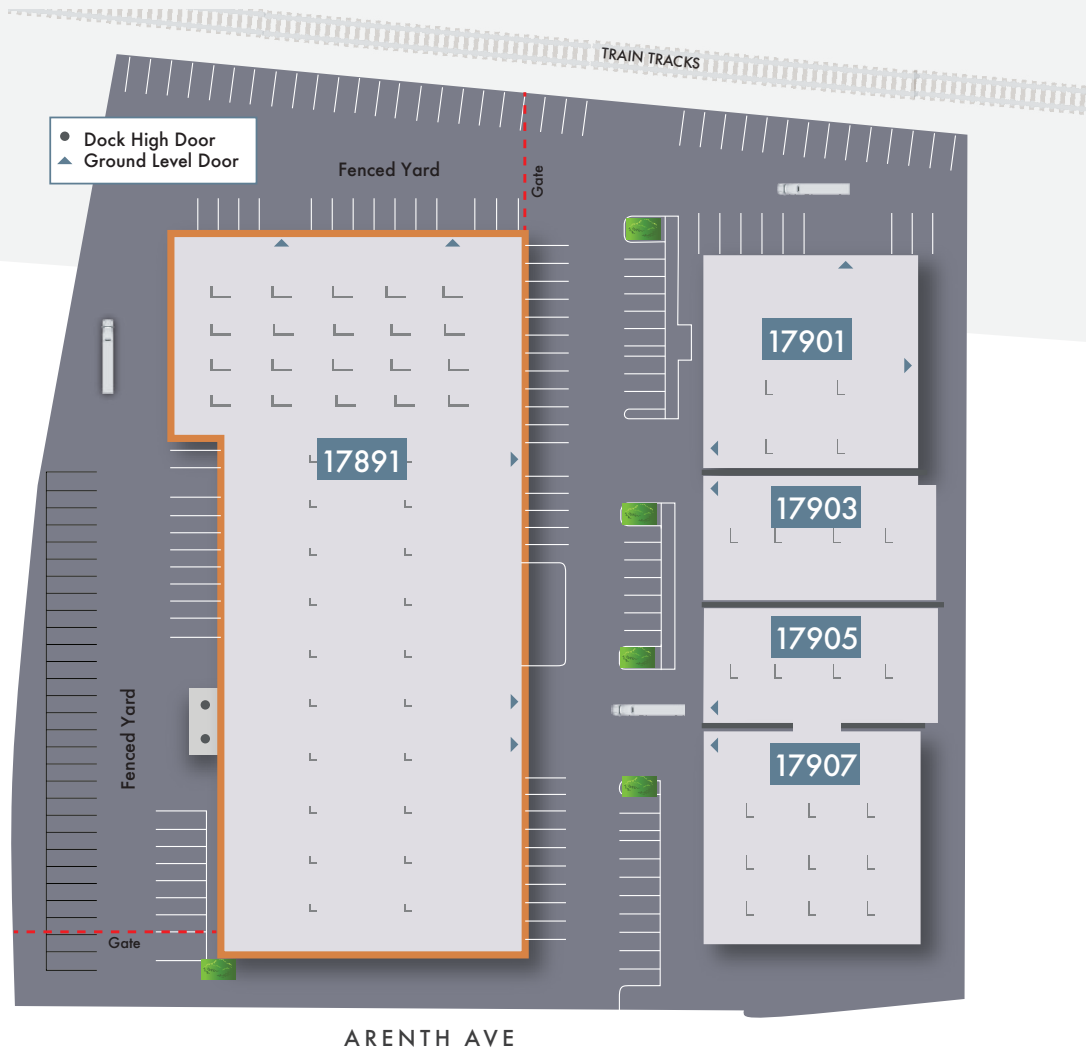 TRAIN TRACKS
Dock High Door
Ground Level Door
Fenced Yard
Gate
17901
17891
17903
17905
Fenced Yard
17907
Gate
ARENTH AVE